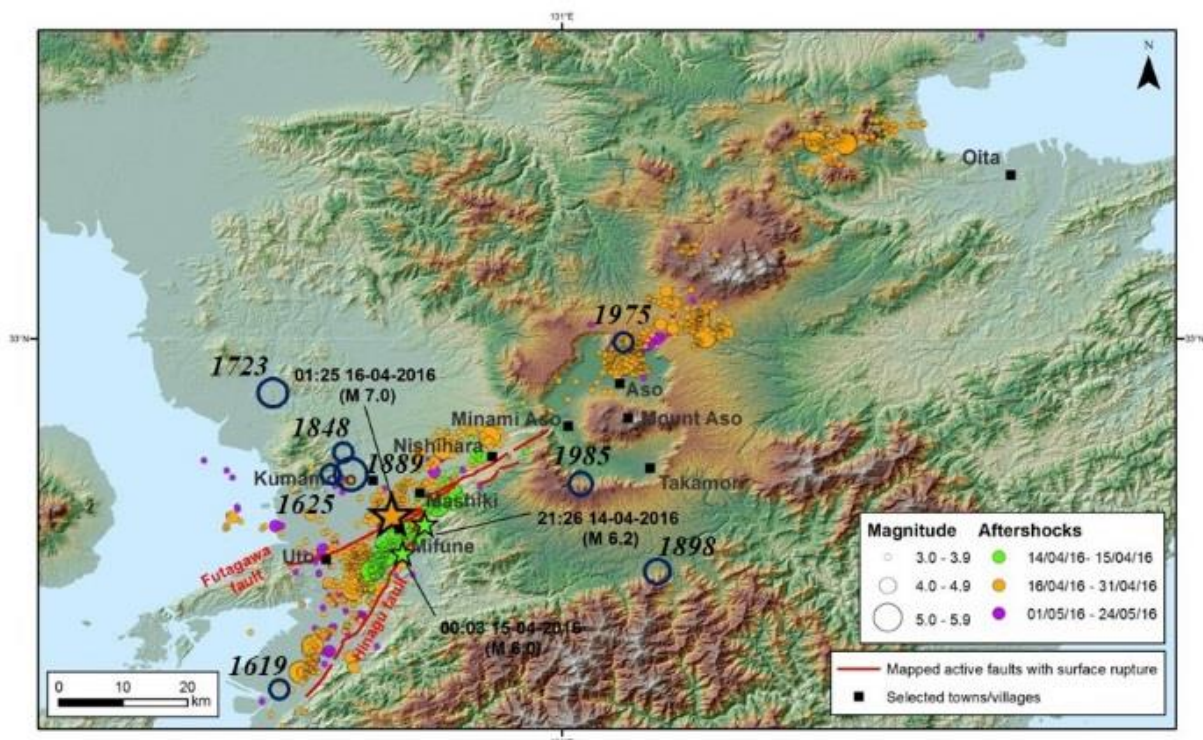 131°E
N
Oita
33°N
33°N
1975
1723
01:25 16-04-2016
(M 7.0)
Aso
Minami Aso
Mount Aso
1848
Nishihara
1889
1985
Kumamoto
Takamori
1625
Mashiki
21:26 14-04-2016
(M 6.2)
Uto
Mifune
1898
Futagawa
fault
Hinagu fault
00:03 15-04-2016
(M 6.0)
1619
0 10 20
km
Magnitude Aftershocks
3.0 - 3.9 14/04/16- 15/04/16
4.0 - 4.9 16/04/16 - 31/04/16
5.0 - 5.9 01/05/16 - 24/05/16
Mapped active faults with surface rupture
Selected towns/villages